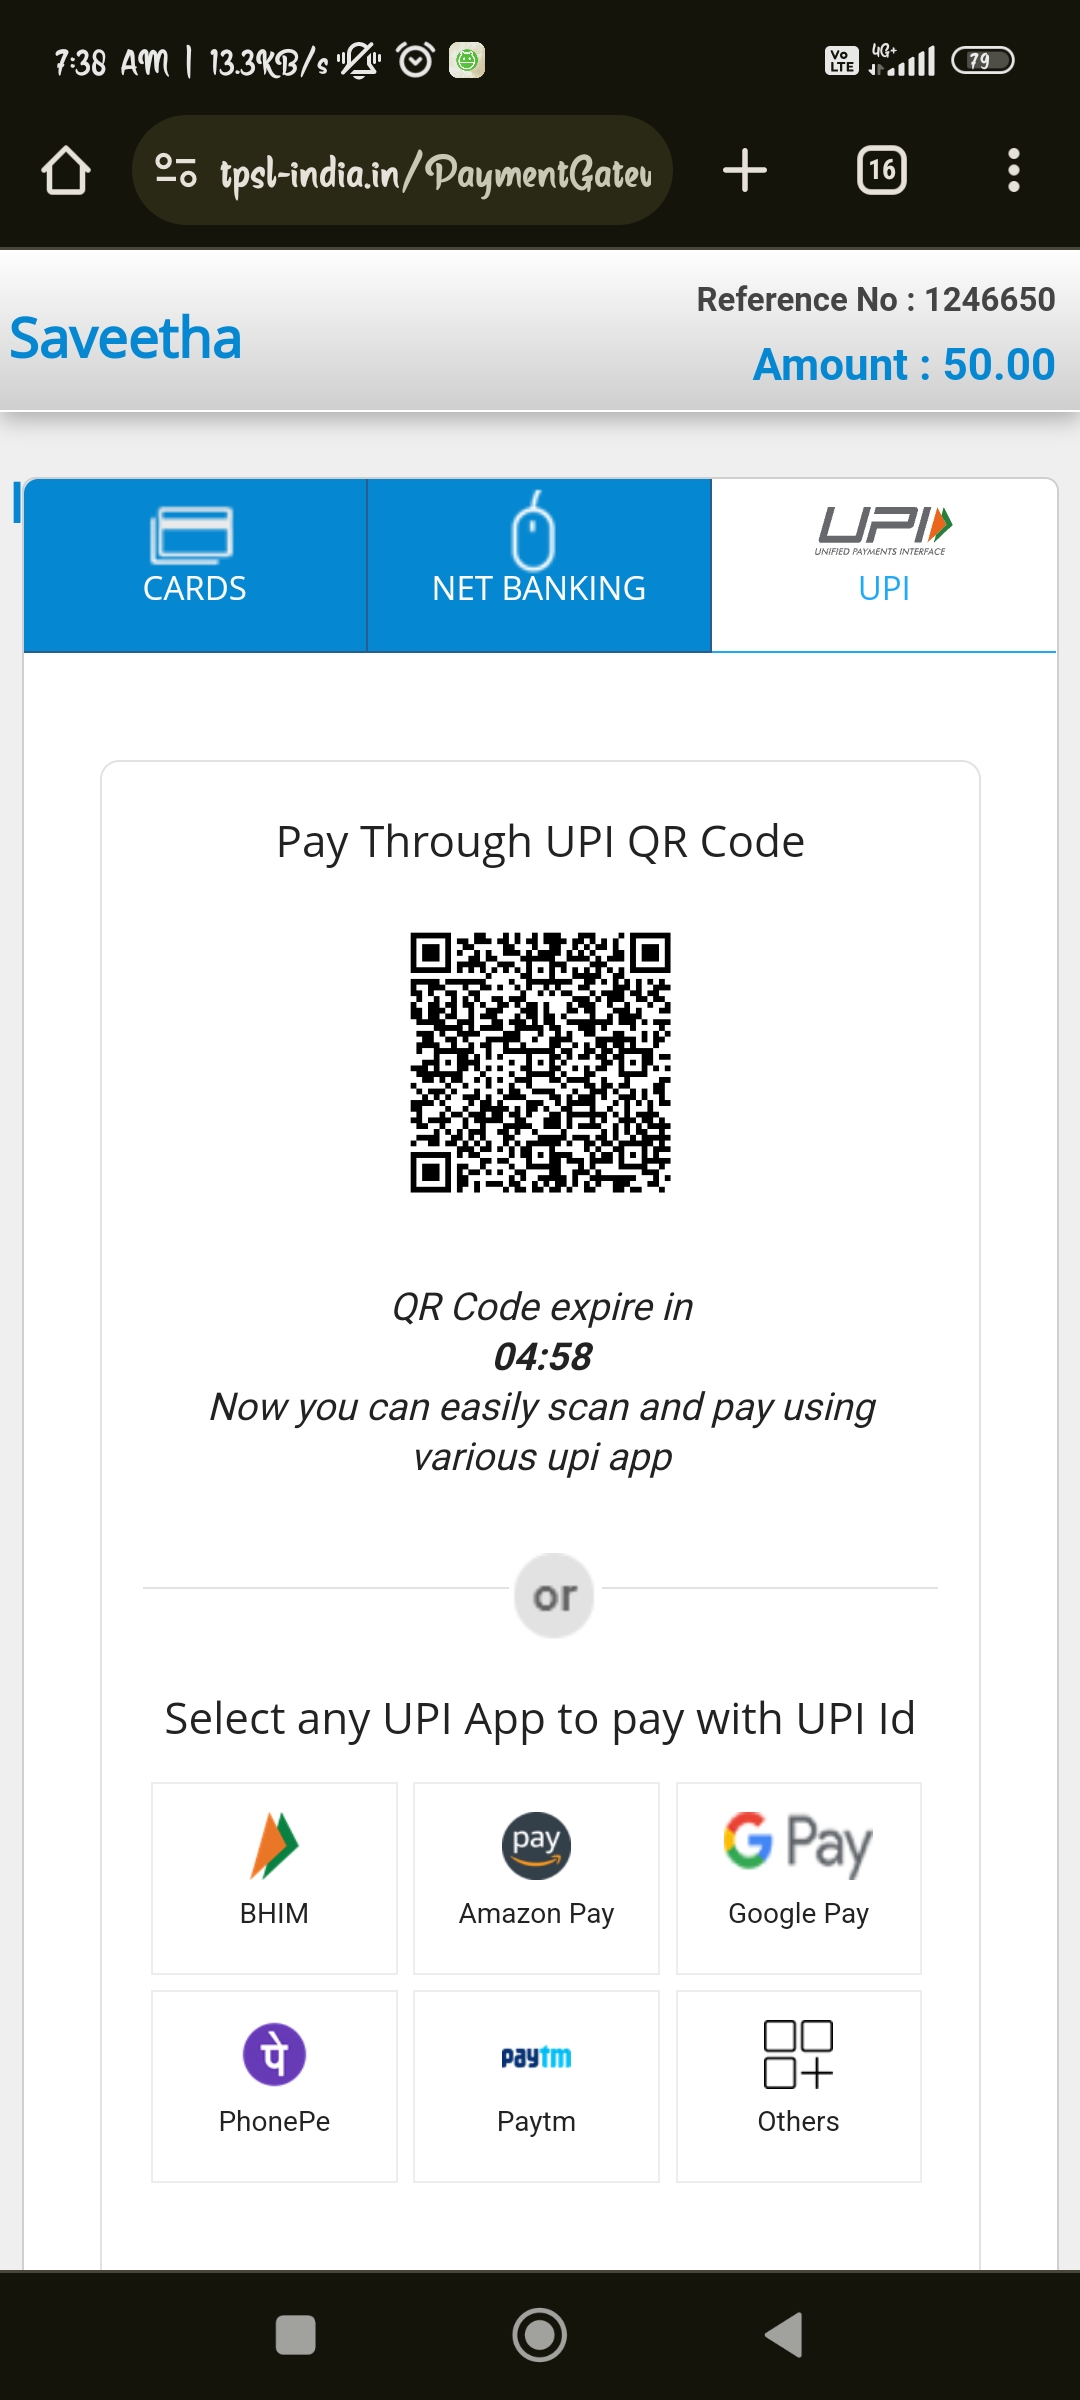 7:38 AM | 13.3KB/s
Vo LTE 4G+ 79
tpsl-india.in/PaymentGatew
16
Saveetha
Reference No : 1246650
Amount : 50.00
CARDS
NET BANKING
UPI
UNIFIED PAYMENTS INTERFACE
UPI
Pay Through UPI QR Code
QR Code expire in
04:58
Now you can easily scan and pay using
various upi app
or
Select any UPI App to pay with UPI Id
BHIM
pay
Amazon Pay
G Pay
Google Pay
पे
PhonePe
paytm
Paytm
Others